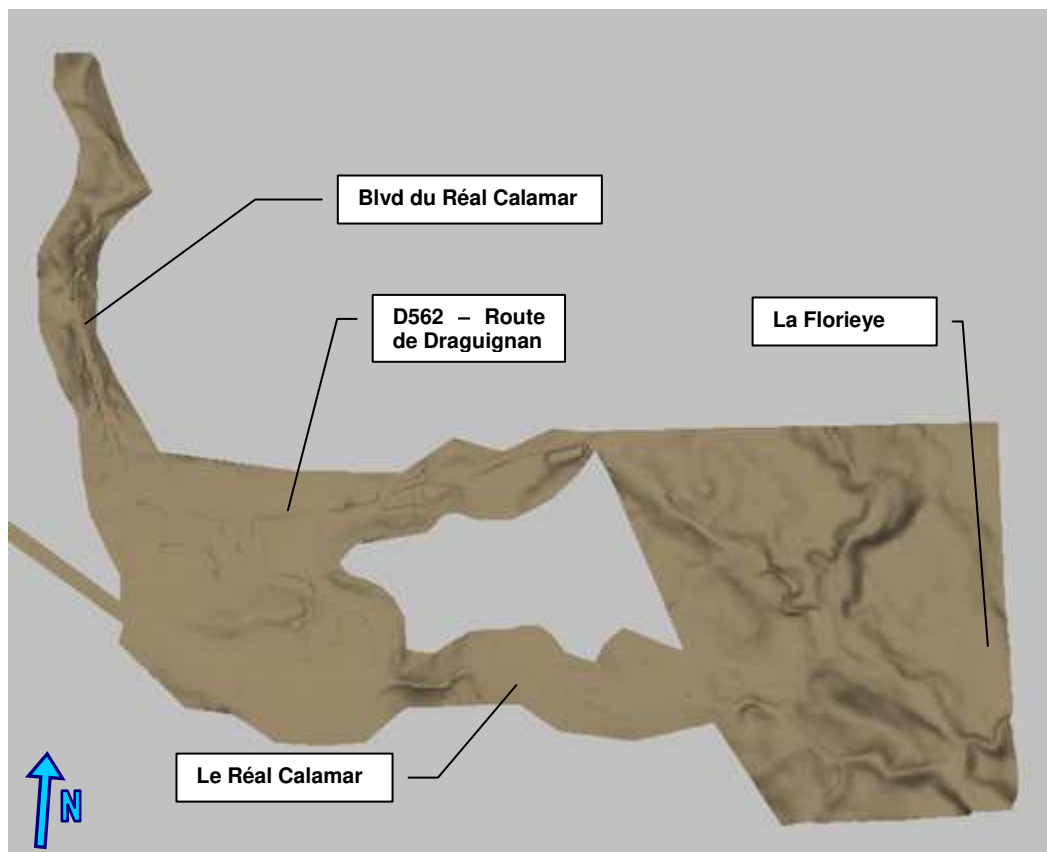 Blvd du Réal Calamar
D562 – Route
de Draguignan
La Florieye
Le Réal Calamar
N